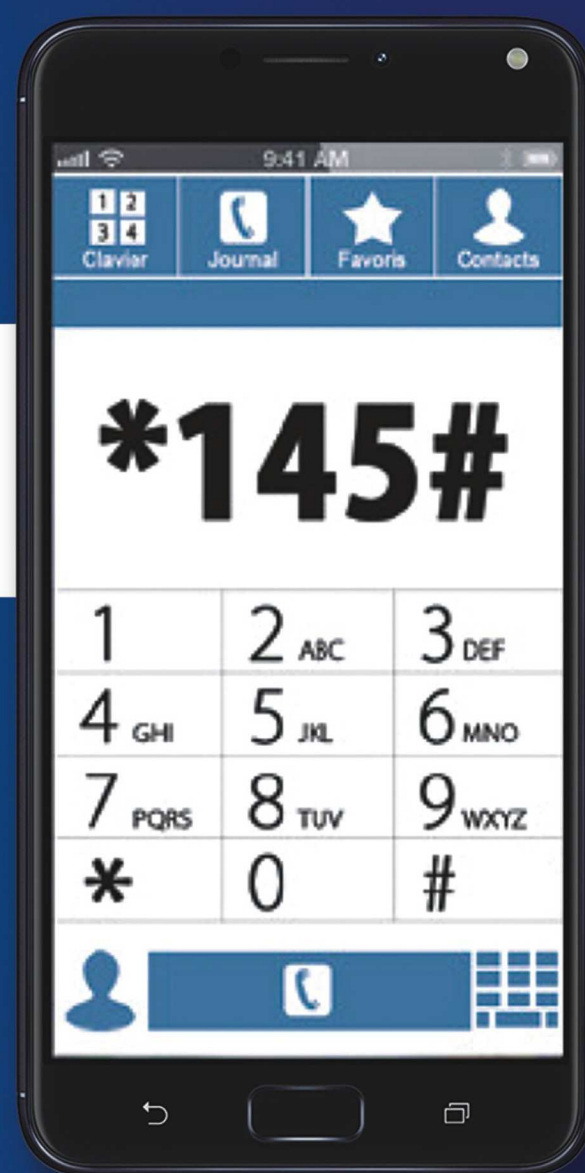 9:41 AM
1 2
3 4
Clavier Journal Favoris Contacts
*145#
1 2 ABC 3 DEF
4 GHI 5 JKL 6 MNO
7 PQRS 8 TUV 9 WXYZ
* 0 #